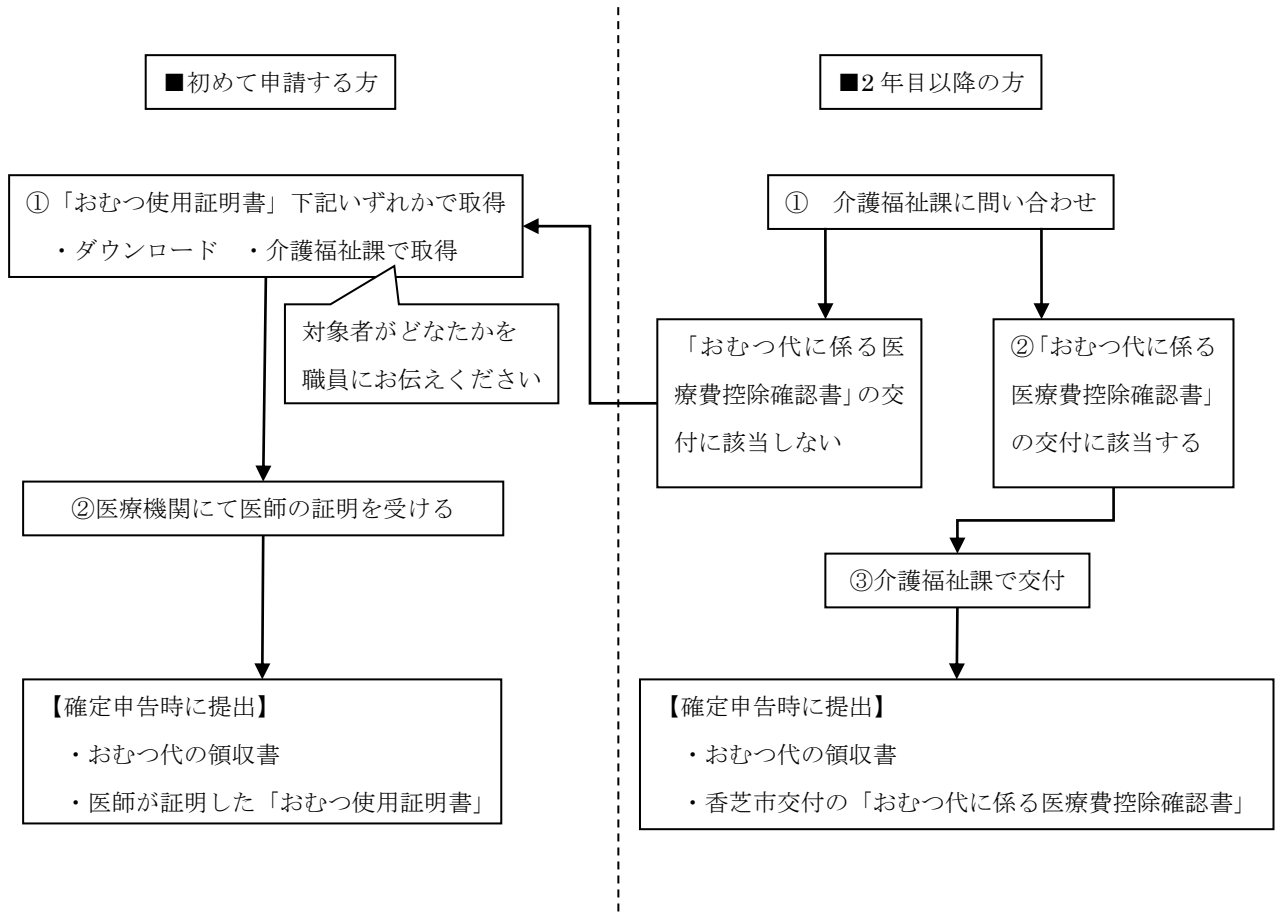 ■初めて申請する方
①「おむつ使用証明書」下記いずれかで取得
・ダウンロード　・介護福祉課で取得
対象者がどなたかを
職員にお伝えください
②医療機関にて医師の証明を受ける
【確定申告時に提出】
・おむつ代の領収書
・医師が証明した「おむつ使用証明書」
■2 年目以降の方
①　介護福祉課に問い合わせ
「おむつ代に係る医
療費控除確認書」の交
付に該当しない
②「おむつ代に係る
医療費控除確認書」
の交付に該当する
③介護福祉課で交付
【確定申告時に提出】
・おむつ代の領収書
・香芝市交付の「おむつ代に係る医療費控除確認書」